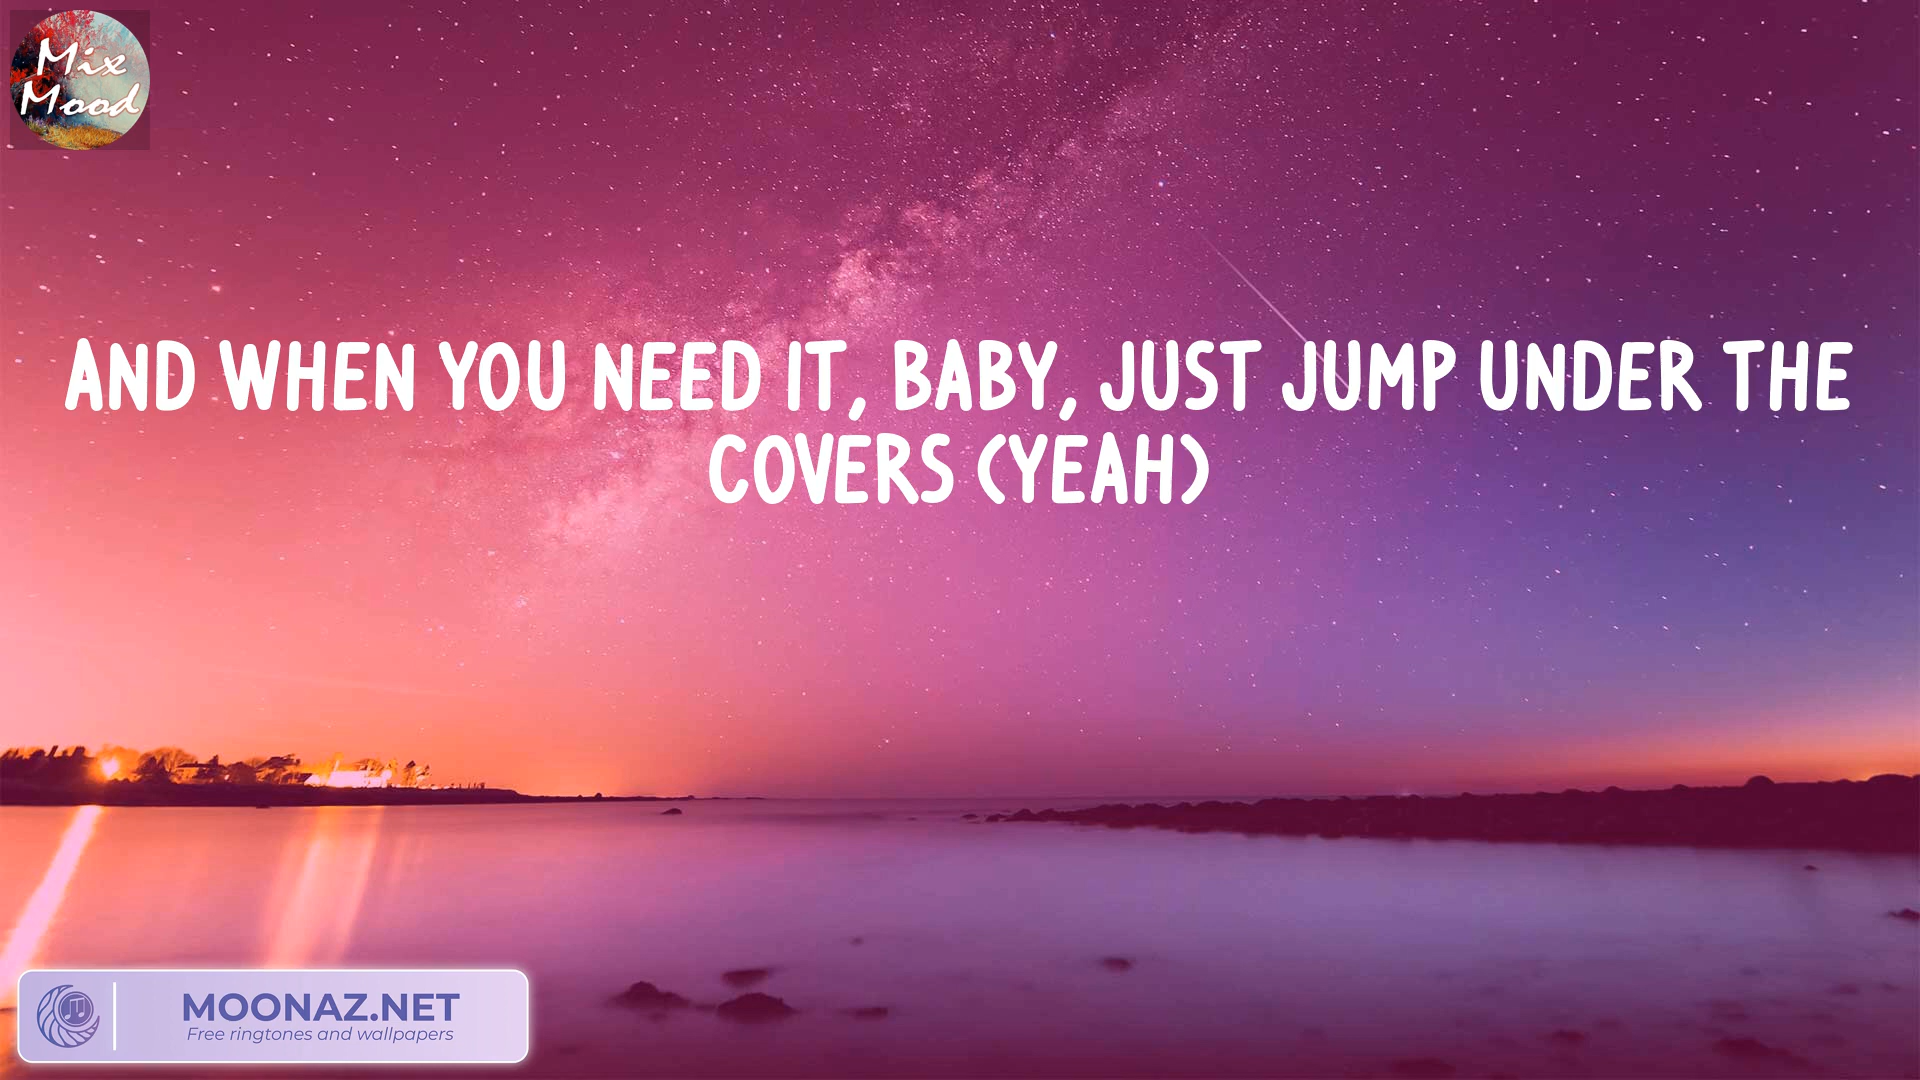 Mix
Mood
AND WHEN YOU NEED IT, BABY, JUST JUMP UNDER THE
COVERS (YEAH)
MOONAZ.NET
Free ringtones and wallpapers